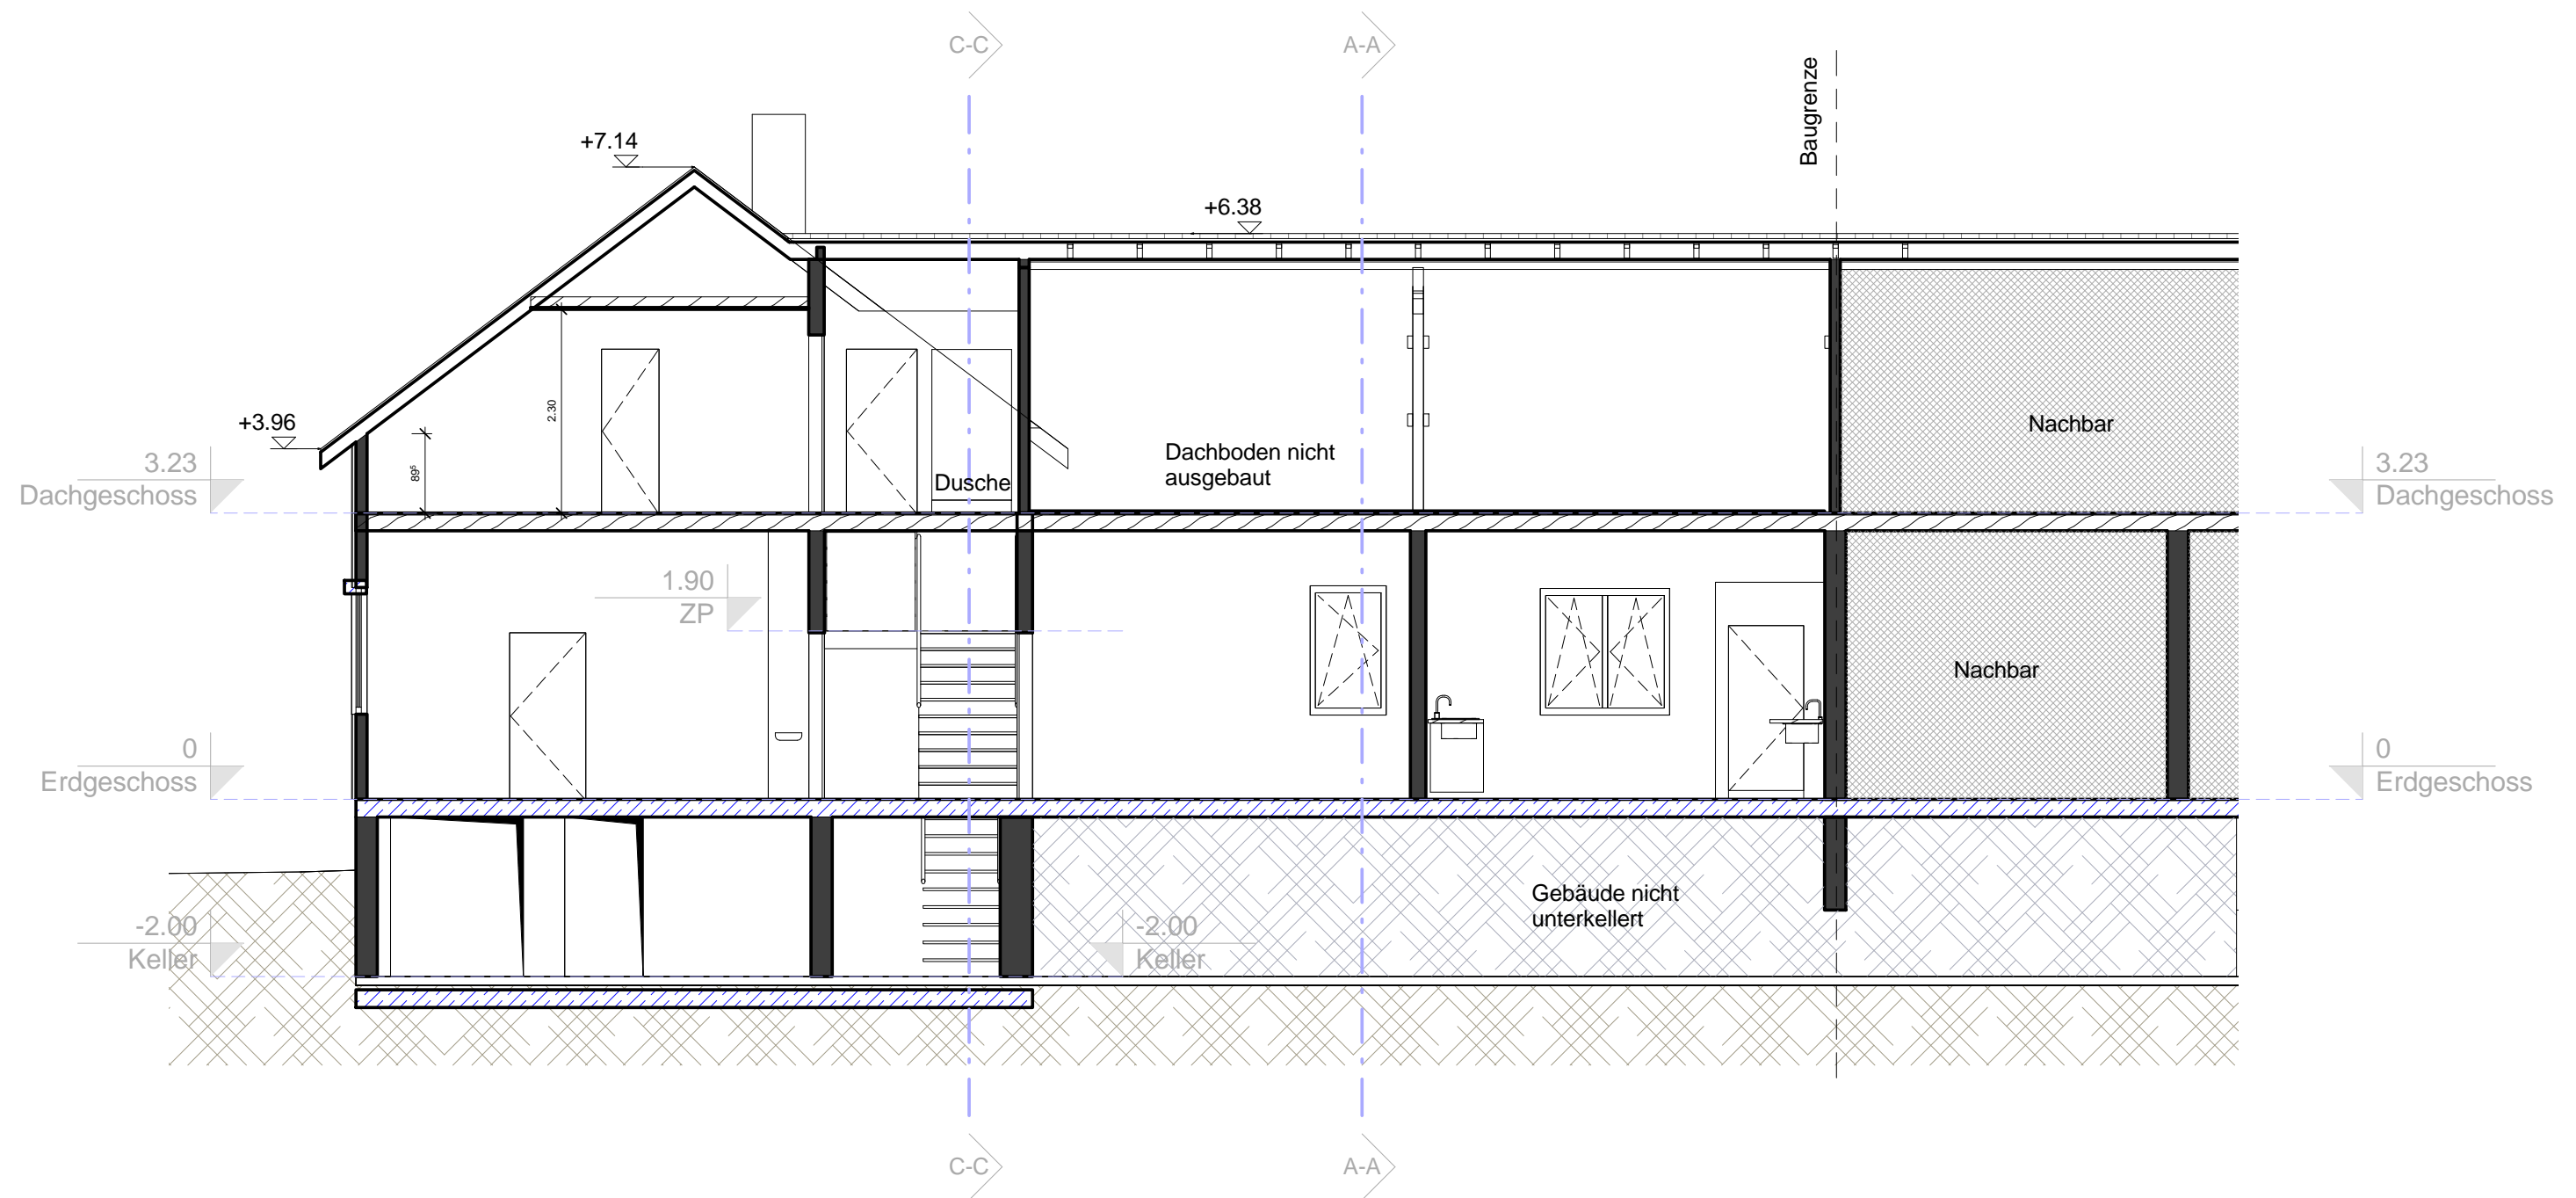 C-C
A-A
Baugrenze
+7.14
+6.38
+3.96
2.30
89⁵
Nachbar
Dachboden nicht
ausgebaut
Dusche
3.23
Dachgeschoss
3.23
Dachgeschoss
1.90
ZP
Nachbar
0
Erdgeschoss
0
Erdgeschoss
Gebäude nicht
unterkellert
-2.00
Keller
-2.00
Keller
C-C
A-A